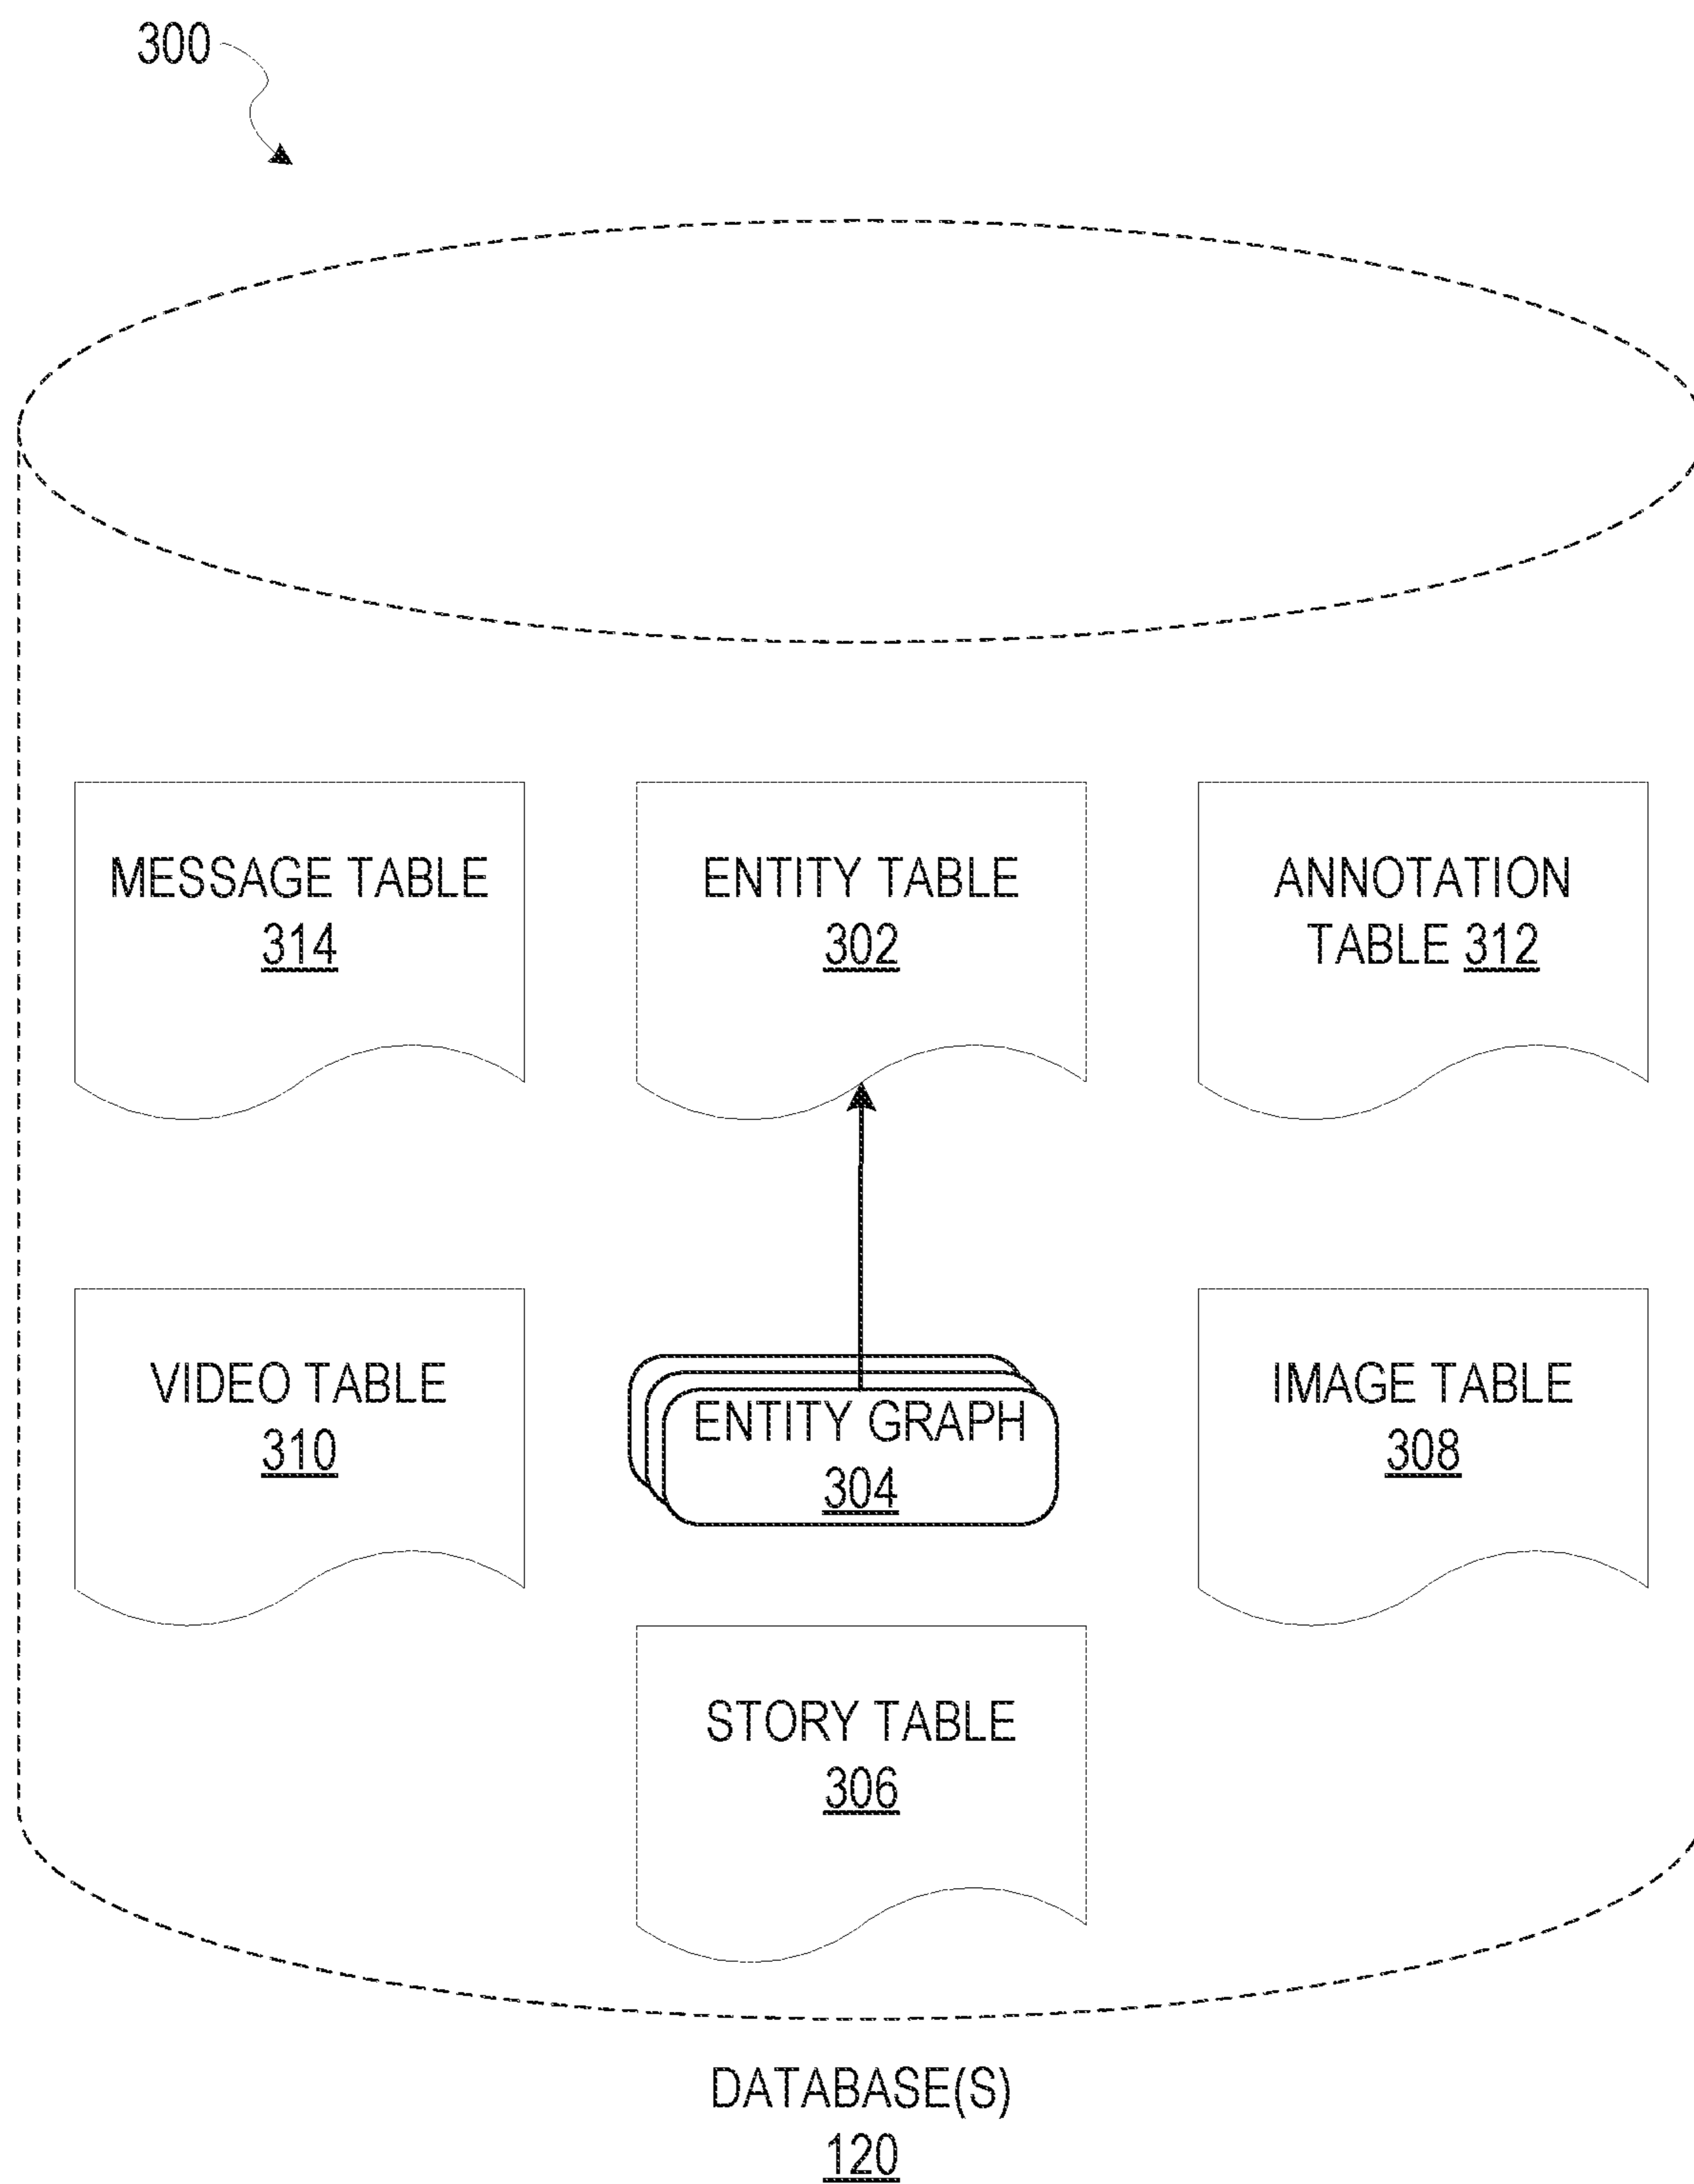 300
MESSAGE TABLE
314
ENTITY TABLE
302
ANNOTATION
TABLE 312
VIDEO TABLE
310
ENTITY GRAPH
304
IMAGE TABLE
308
STORY TABLE
306
DATABASE(S)
120